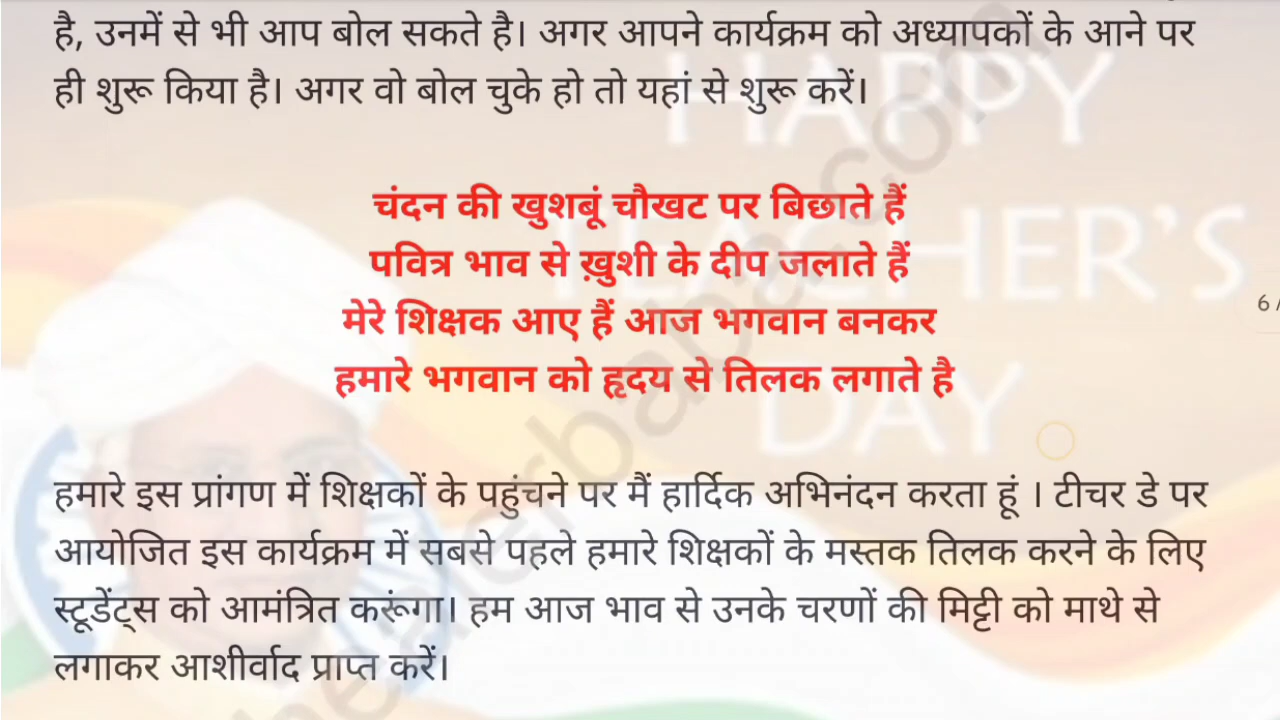 है, उनमें से भी आप बोल सकते है। अगर आपने कार्यक्रम को अध्यापकों के आने पर
ही शुरू किया है। अगर वो बोल चुके हो तो यहां से शुरू करें।
HAPPY
चंदन की खुशबूं चौखट पर बिछाते हैं
TEACHER'S
पवित्र भाव से ख़ुशी के दीप जलाते हैं
6 /
मेरे शिक्षक आए हैं आज भगवान बनकर
हमारे भगवान को हृदय से तिलक लगाते है
DAY
हमारे इस प्रांगण में शिक्षकों के पहुंचने पर मैं हार्दिक अभिनंदन करता हूं । टीचर डे पर
आयोजित इस कार्यक्रम में सबसे पहले हमारे शिक्षकों के मस्तक तिलक करने के लिए
स्टूडेंट्स को आमंत्रित करूंगा। हम आज भाव से उनके चरणों की मिट्टी को माथे से
लगाकर आशीर्वाद प्राप्त करें।